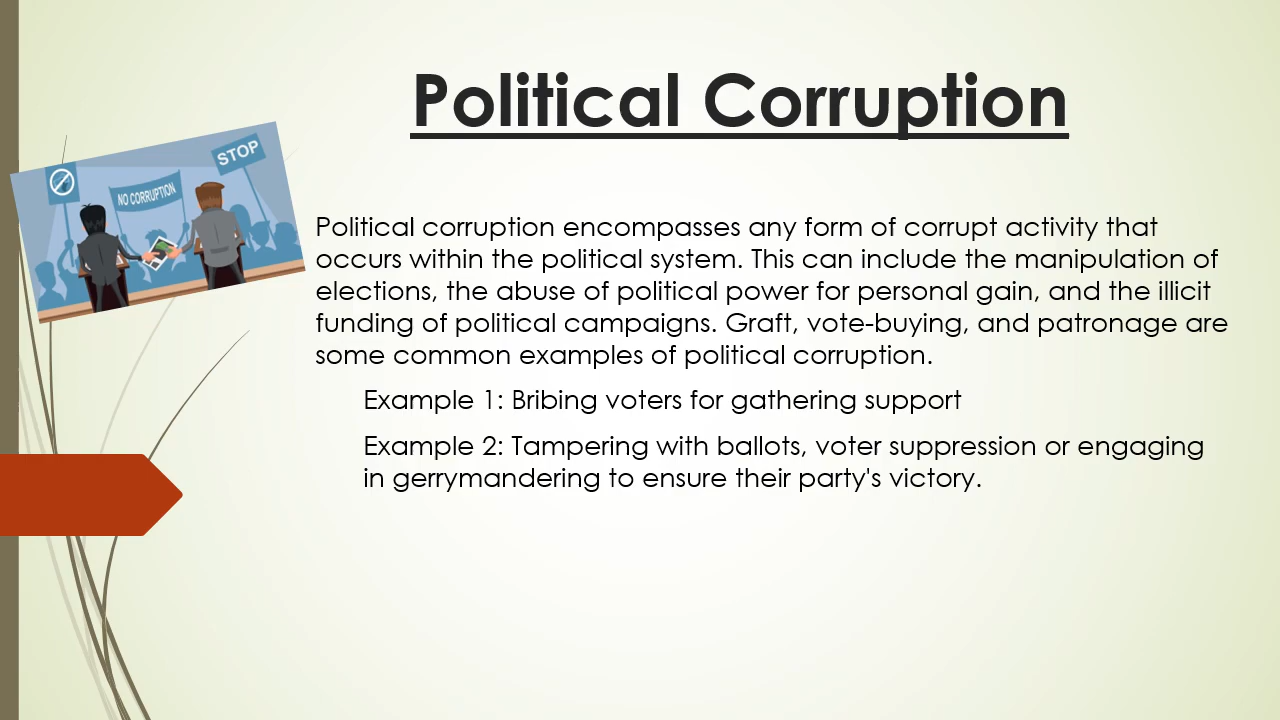 Political Corruption
STOP
NO CORRUPTION
Political corruption encompasses any form of corrupt activity that
occurs within the political system. This can include the manipulation of
elections, the abuse of political power for personal gain, and the illicit
funding of political campaigns. Graft, vote-buying, and patronage are
some common examples of political corruption.
Example 1: Bribing voters for gathering support
Example 2: Tampering with ballots, voter suppression or engaging
in gerrymandering to ensure their party's victory.